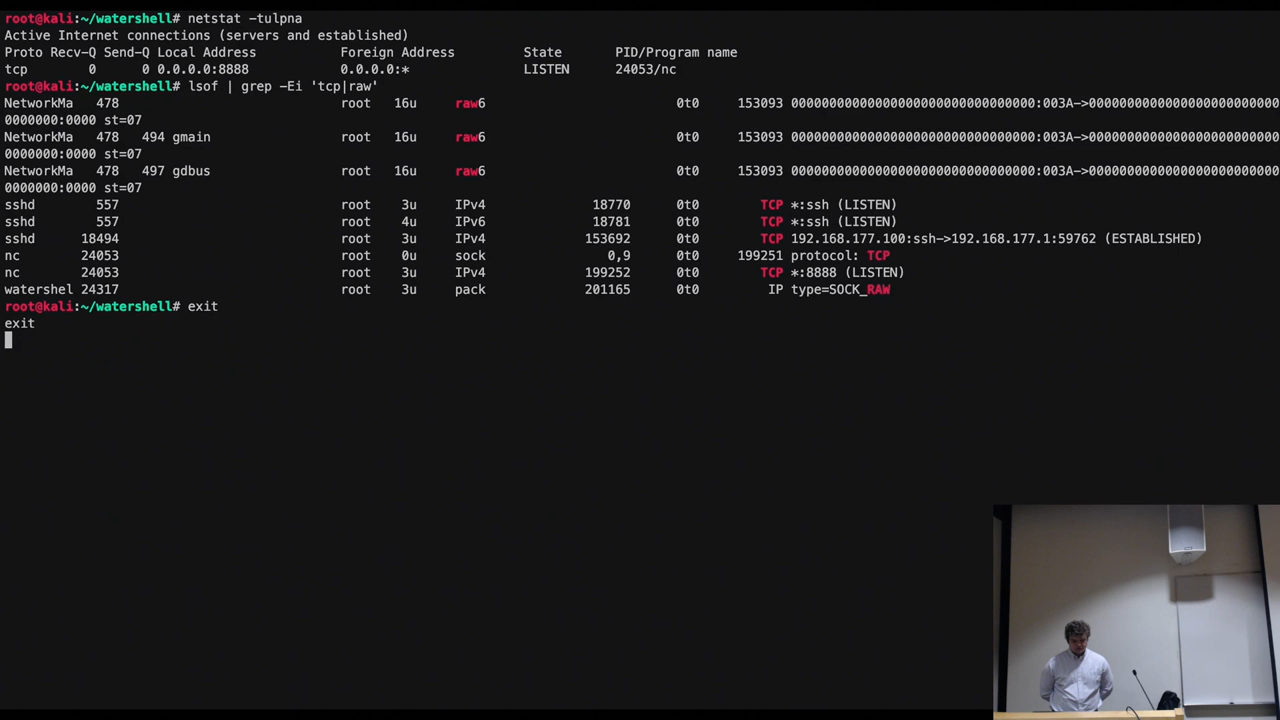 root@kali:~/watershell# netstat -tulpna
Active Internet connections (servers and established)
Proto Recv-Q Send-Q Local Address Foreign Address State PID/Program name
tcp 0 0 0.0.0.0:8888 0.0.0.0:* LISTEN 24053/nc
root@kali:~/watershell# lsof | grep -Ei 'tcp|raw'
NetworkMa 478 root 16u raw6 0t0 153093 00000000000000000000000000000000:003A->0000000000000000000000000
0000000:0000 st=07
NetworkMa 478 494 gmain root 16u raw6 0t0 153093 00000000000000000000000000000000:003A->0000000000000000000000000
0000000:0000 st=07
NetworkMa 478 497 gdbus root 16u raw6 0t0 153093 00000000000000000000000000000000:003A->0000000000000000000000000
0000000:0000 st=07
sshd 557 root 3u IPv4 18770 0t0 TCP *:ssh (LISTEN)
sshd 557 root 4u IPv6 18781 0t0 TCP *:ssh (LISTEN)
sshd 18494 root 3u IPv4 153692 0t0 TCP 192.168.177.100:ssh->192.168.177.1:59762 (ESTABLISHED)
nc 24053 root 0u sock 0,9 0t0 199251 protocol: TCP
nc 24053 root 3u IPv4 199252 0t0 TCP *:8888 (LISTEN)
watershel 24317 root 3u pack 201165 0t0 IP type=SOCK_RAW
root@kali:~/watershell# exit
exit